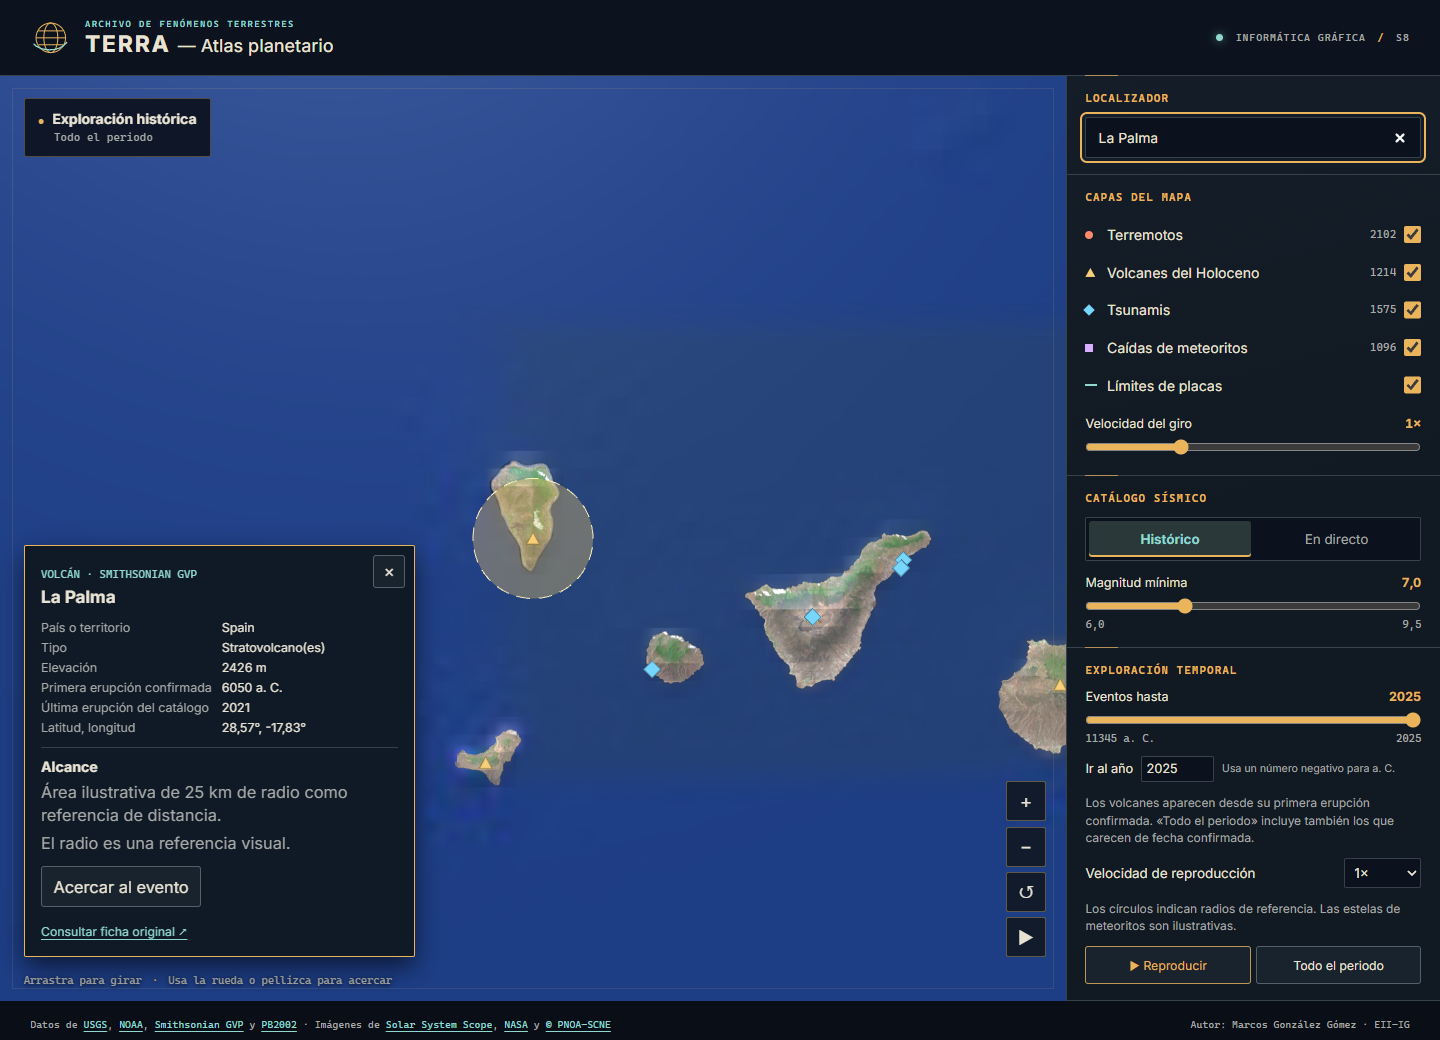 ARCHIVO DE FENÓMENOS TERRESTRES
TERRA — Atlas planetario
INFORMÁTICA GRÁFICA / S8
Exploración histórica
Todo el periodo
VOLCÁN · SMITHSONIAN GVP
×
La Palma
País o territorio Spain
Tipo Stratovolcano(es)
Elevación 2426 m
Primera erupción confirmada 6050 a. C.
Última erupción del catálogo 2021
Latitud, longitud 28,57°, -17,83°
Alcance
Área ilustrativa de 25 km de radio como
referencia de distancia.
El radio es una referencia visual.
Acercar al evento
Consultar ficha original ↗
Arrastra para girar · Usa la rueda o pellizca para acercar
+
−
↺
▶
LOCALIZADOR
La Palma ×
CAPAS DEL MAPA
Terremotos 2102
Volcanes del Holoceno 1214
Tsunamis 1575
Caídas de meteoritos 1096
Límites de placas
Velocidad del giro 1×
CATÁLOGO SÍSMICO
Histórico En directo
Magnitud mínima 7,0
6,0 9,5
EXPLORACIÓN TEMPORAL
Eventos hasta 2025
11345 a. C. 2025
Ir al año 2025 Usa un número negativo para a. C.
Los volcanes aparecen desde su primera erupción
confirmada. «Todo el periodo» incluye también los que
carecen de fecha confirmada.
Velocidad de reproducción 1×
Los círculos indican radios de referencia. Las estelas de
meteoritos son ilustrativas.
▶ Reproducir Todo el periodo
Datos de USGS, NOAA, Smithsonian GVP y PB2002 · Imágenes de Solar System Scope, NASA y © PNOA-SCNE
Autor: Marcos González Gómez · EII-IG